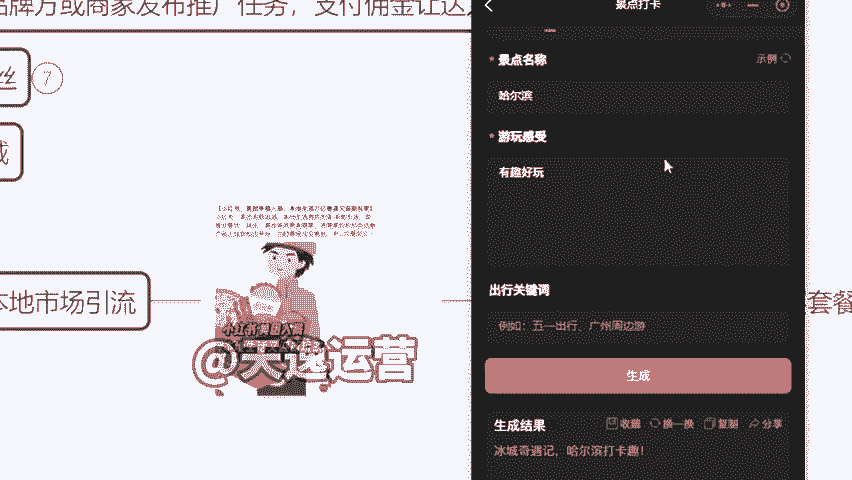 品牌方或商家发布推广任务，支付佣金让达
丝
7
本地市场引流
小红书
@天逸运营
套餐
景点打卡
* 景点名称
示例
哈尔滨
* 游玩感受
有趣好玩
出行关键词
例如：五一出行、广州周边游
生成
生成结果
收藏 换一换 复制 分享
冰城奇遇记，哈尔滨打卡趣！